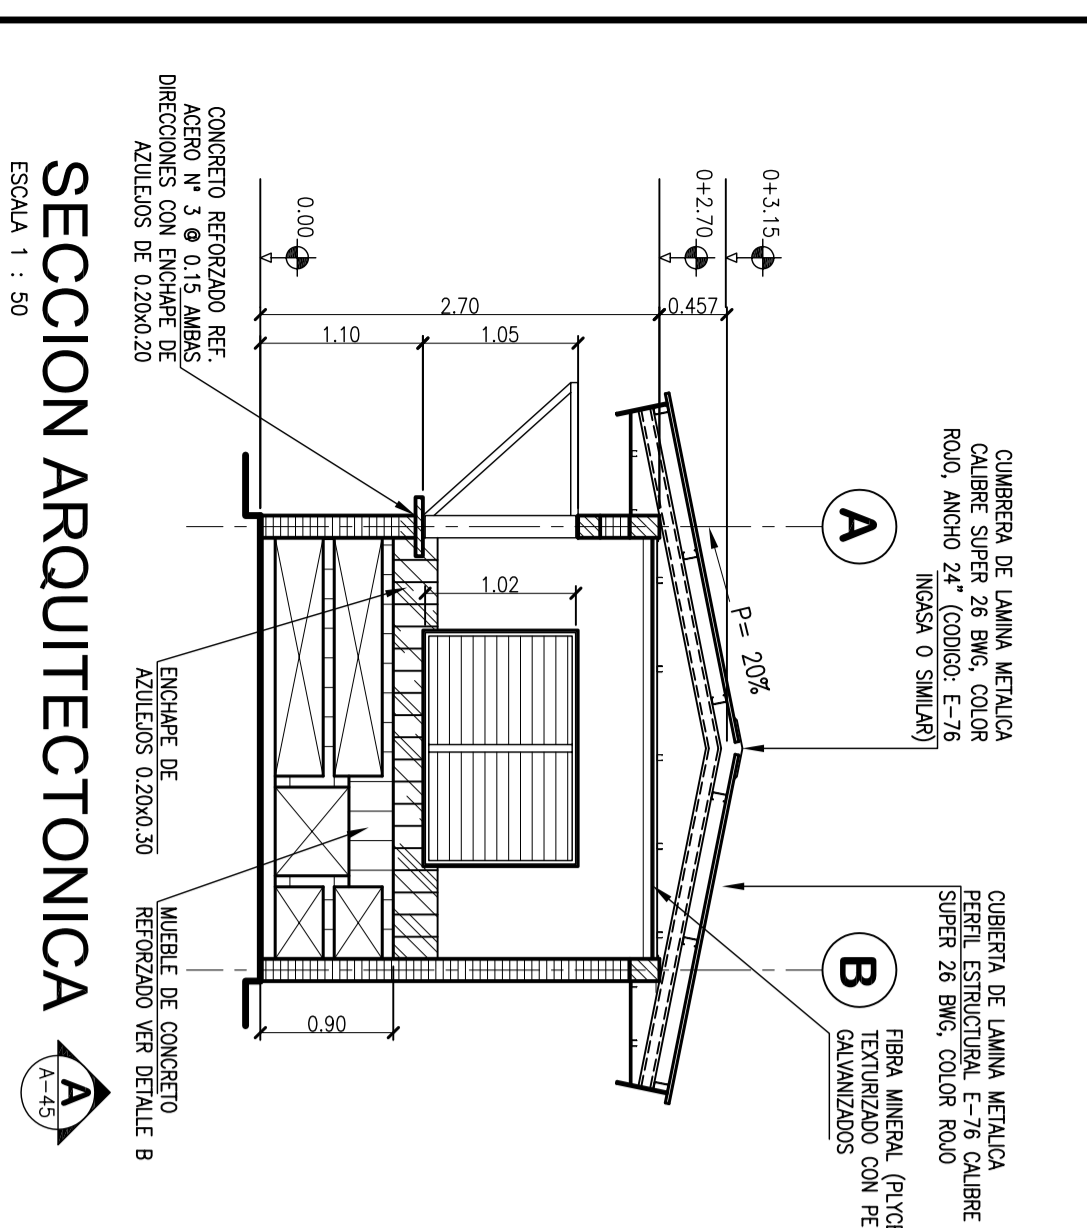 CUMBRERA DE LAMINA METALICA
CALIBRE SUPER 26 BWG, COLOR
ROJO, ANCHO 24" (CODIGO: E-76
INGASA O SIMILAR)
CUBIERTA DE LAMINA METALICA
PERFIL ESTRUCTURAL E-76 CALIBRE
SUPER 26 BWG, COLOR ROJO
FIBRA MINERAL
TEXTURIZADO CON
GALVANIZADOS
A
B
P= 20%
0+3.15
0+2.70
0.00
0.457
2.70
1.05
1.10
1.02
0.90
CONCRETO REFORZADO REF.
ACERO N° 3 @ 0.15 AMBAS
DIRECCIONES CON ENCHAPE DE
AZULEJOS DE 0.20x0.20
ENCHAPE DE
AZULEJOS 0.20x0.30
MUEBLE DE CONCRETO
REFORZADO VER DETALLE B
SECCION ARQUITECTONICA
ESCALA 1 : 50
A
A-45